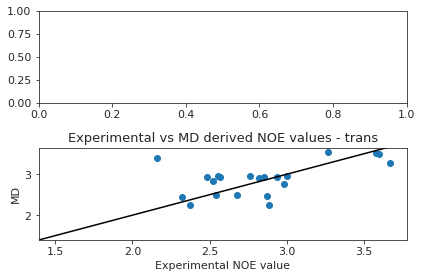 1.00
0.75
0.50
0.25
0.00
0.0 0.2 0.4 0.6 0.8 1.0
Experimental vs MD derived NOE values - trans
3
2
MD
1.5 2.0 2.5 3.0 3.5
Experimental NOE value